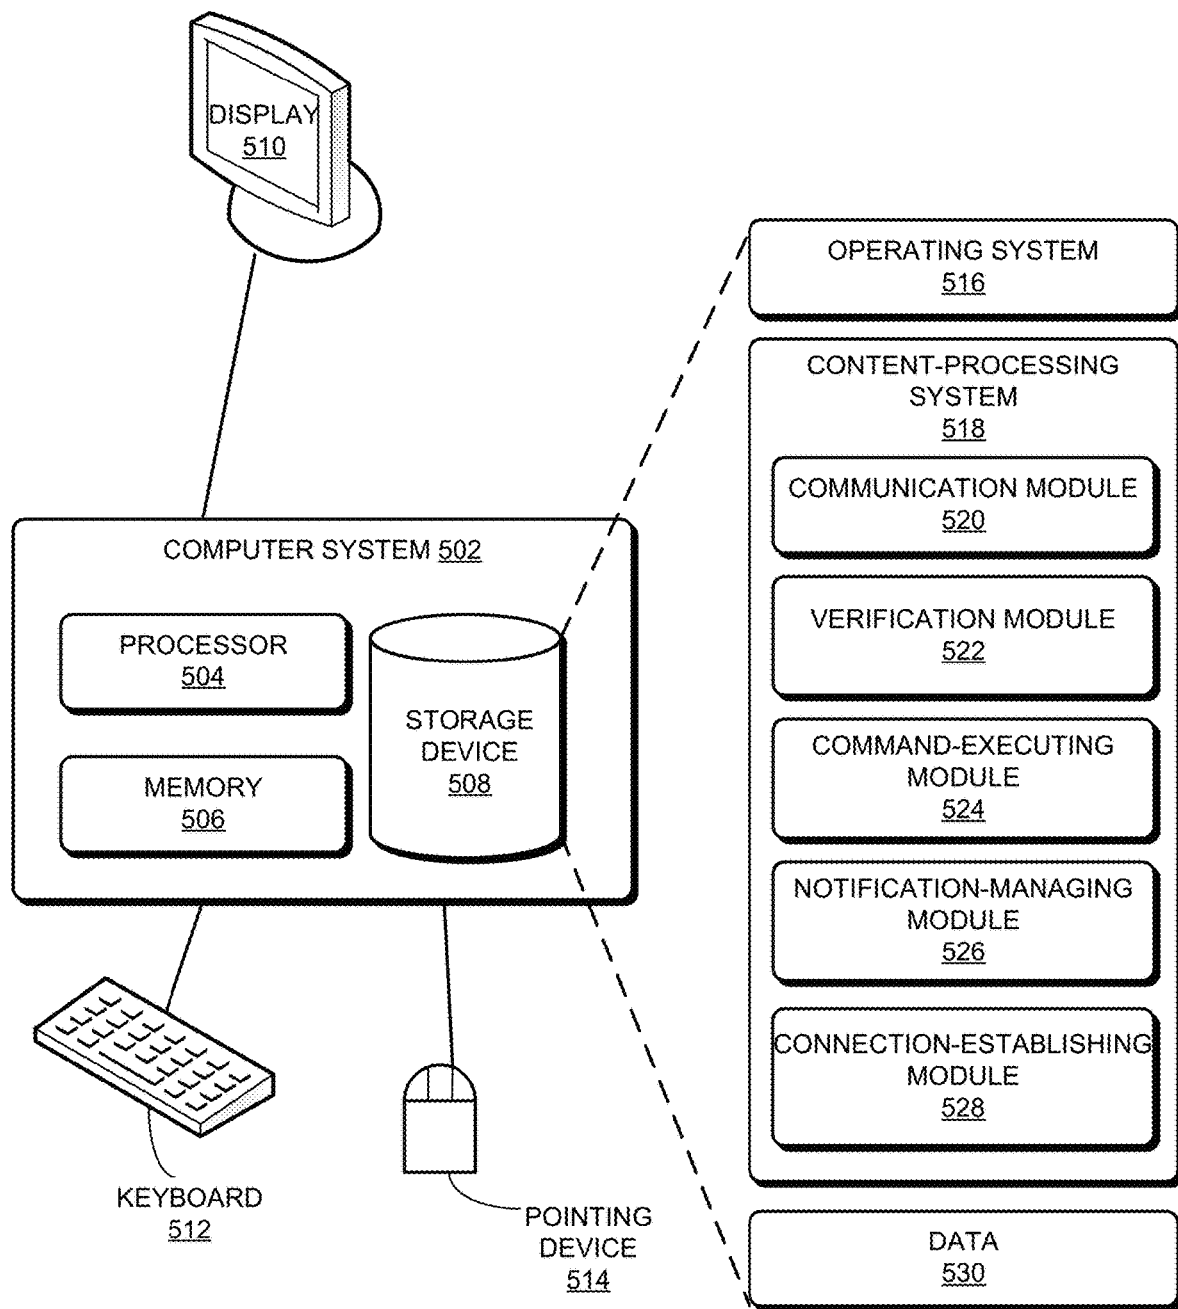 DISPLAY
510
COMPUTER SYSTEM 502
PROCESSOR
504
MEMORY
506
STORAGE
DEVICE
508
KEYBOARD
512
POINTING
DEVICE
514
OPERATING SYSTEM
516
CONTENT-PROCESSING
SYSTEM
518
COMMUNICATION MODULE
520
VERIFICATION MODULE
522
COMMAND-EXECUTING
MODULE
524
NOTIFICATION-MANAGING
MODULE
526
CONNECTION-ESTABLISHING
MODULE
528
DATA
530